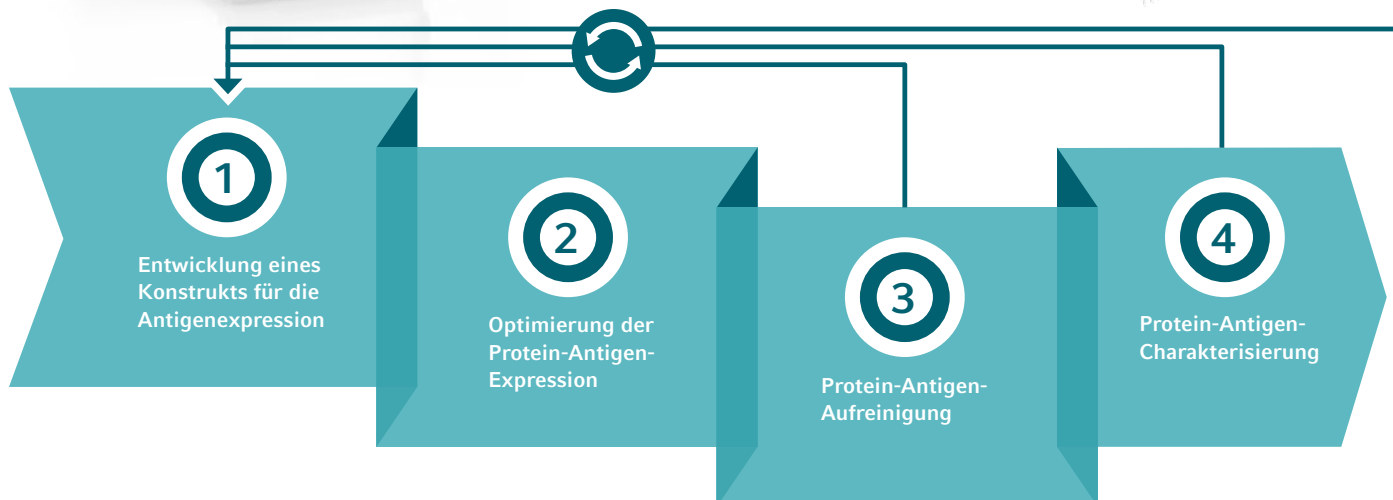 1
Entwicklung eines
Konstrukts für die
Antigenexpression
2
Optimierung der
Protein-Antigen-
Expression
3
Protein-Antigen-
Aufreinigung
4
Protein-Antigen-
Charakterisierung